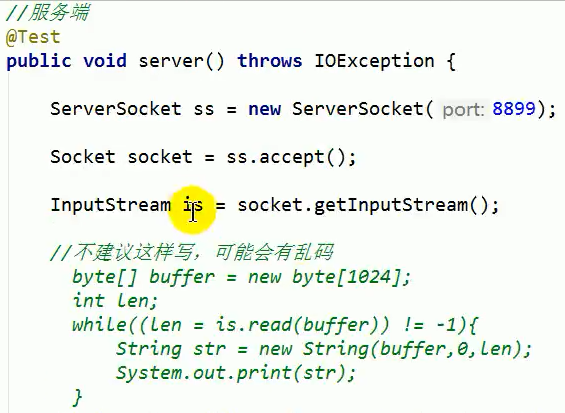 //服务端
@Test
public void server() throws IOException {
ServerSocket ss = new ServerSocket( port: 8899);
Socket socket = ss.accept();
InputStream is = socket.getInputStream();
//不建议这样写，可能会有乱码
byte[] buffer = new byte[1024];
int len;
while((len = is.read(buffer)) != -1){
String str = new String(buffer,0,len);
System.out.print(str);
}